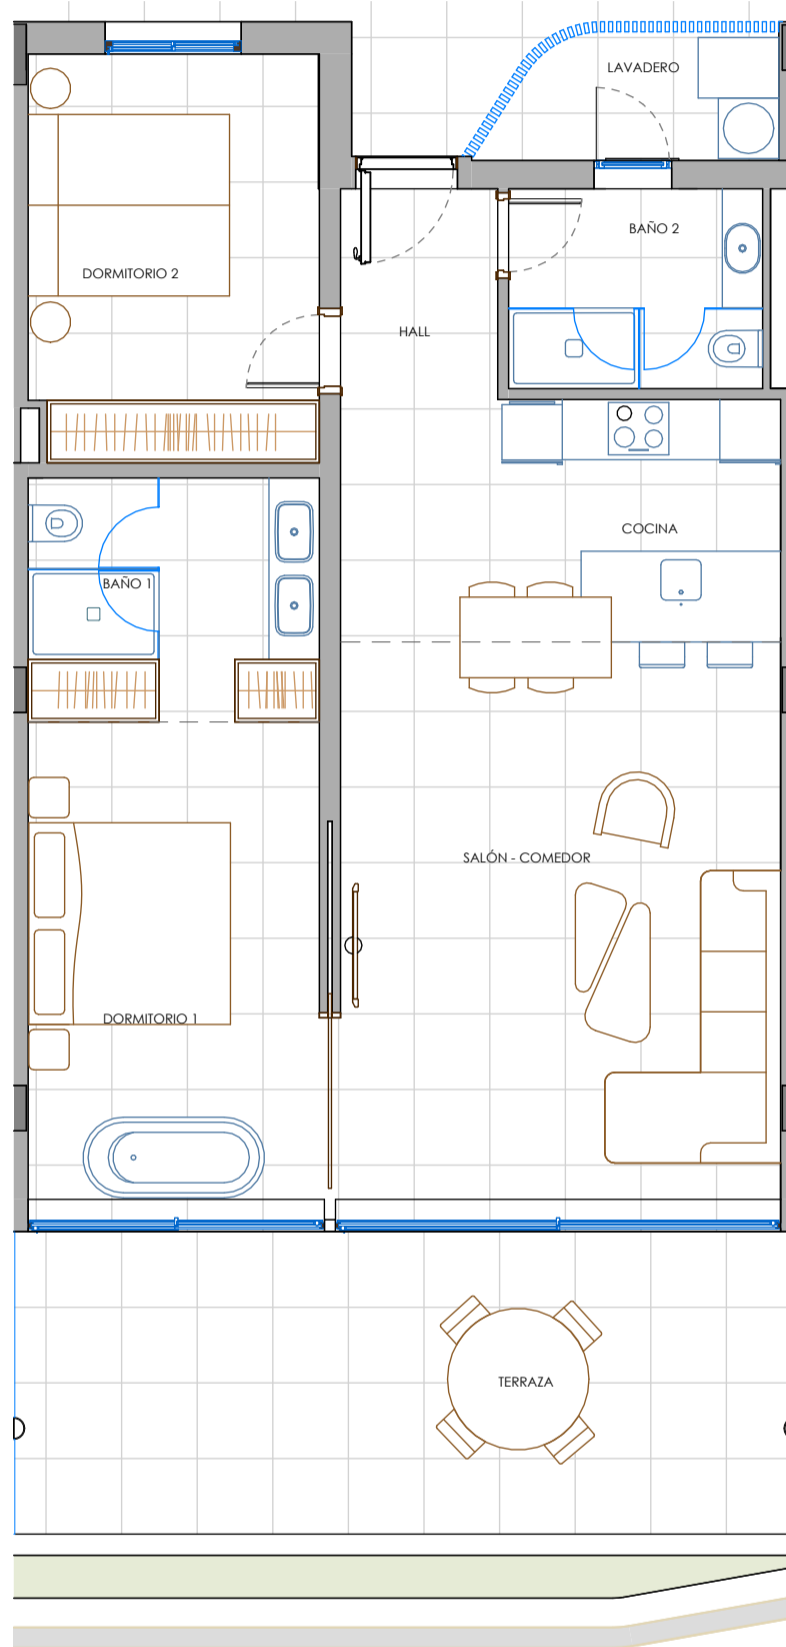 LAVADERO
BAÑO 2
DORMITORIO 2
HALL
COCINA
BAÑO 1
SALÓN - COMEDOR
DORMITORIO 1
TERRAZA